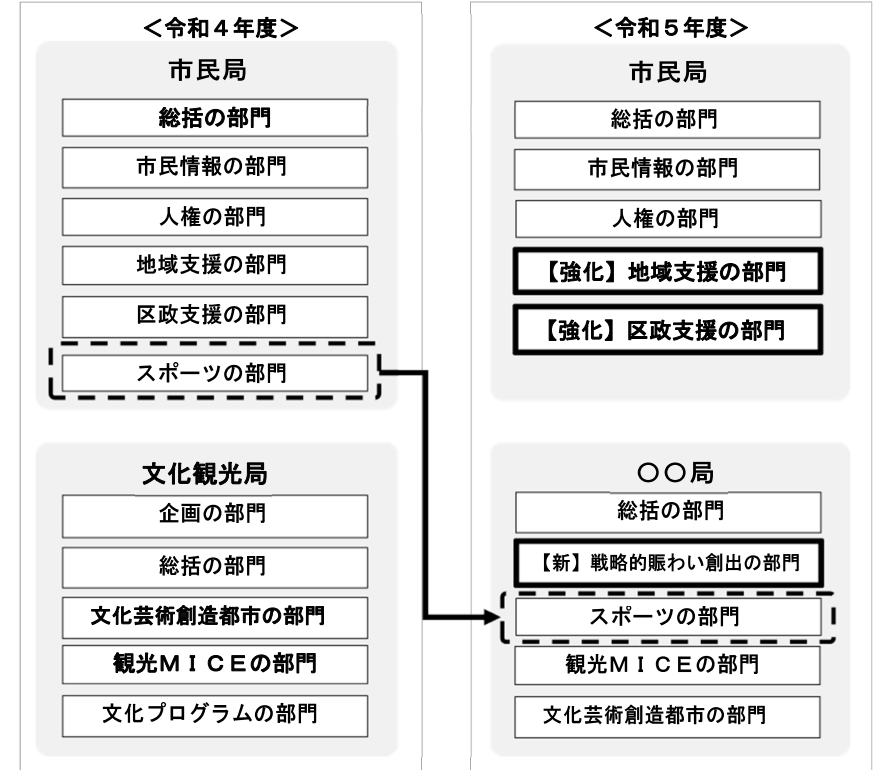 ＜令和４年度＞
市民局
総括の部門
市民情報の部門
人権の部門
地域支援の部門
区政支援の部門
スポーツの部門
文化観光局
企画の部門
総括の部門
文化芸術創造都市の部門
観光ＭＩＣＥの部門
文化プログラムの部門
＜令和５年度＞
市民局
総括の部門
市民情報の部門
人権の部門
【強化】地域支援の部門
【強化】区政支援の部門
〇〇局
総括の部門
【新】戦略的賑わい創出の部門
スポーツの部門
観光ＭＩＣＥの部門
文化芸術創造都市の部門